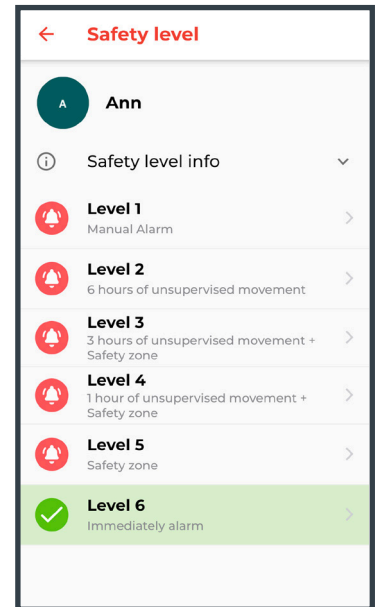 Safety level
A
Ann
Safety level info
Level 1
Manual Alarm
Level 2
6 hours of unsupervised movement
Level 3
3 hours of unsupervised movement +
Safety zone
Level 4
1 hour of unsupervised movement +
Safety zone
Level 5
Safety zone
Level 6
Immediately alarm